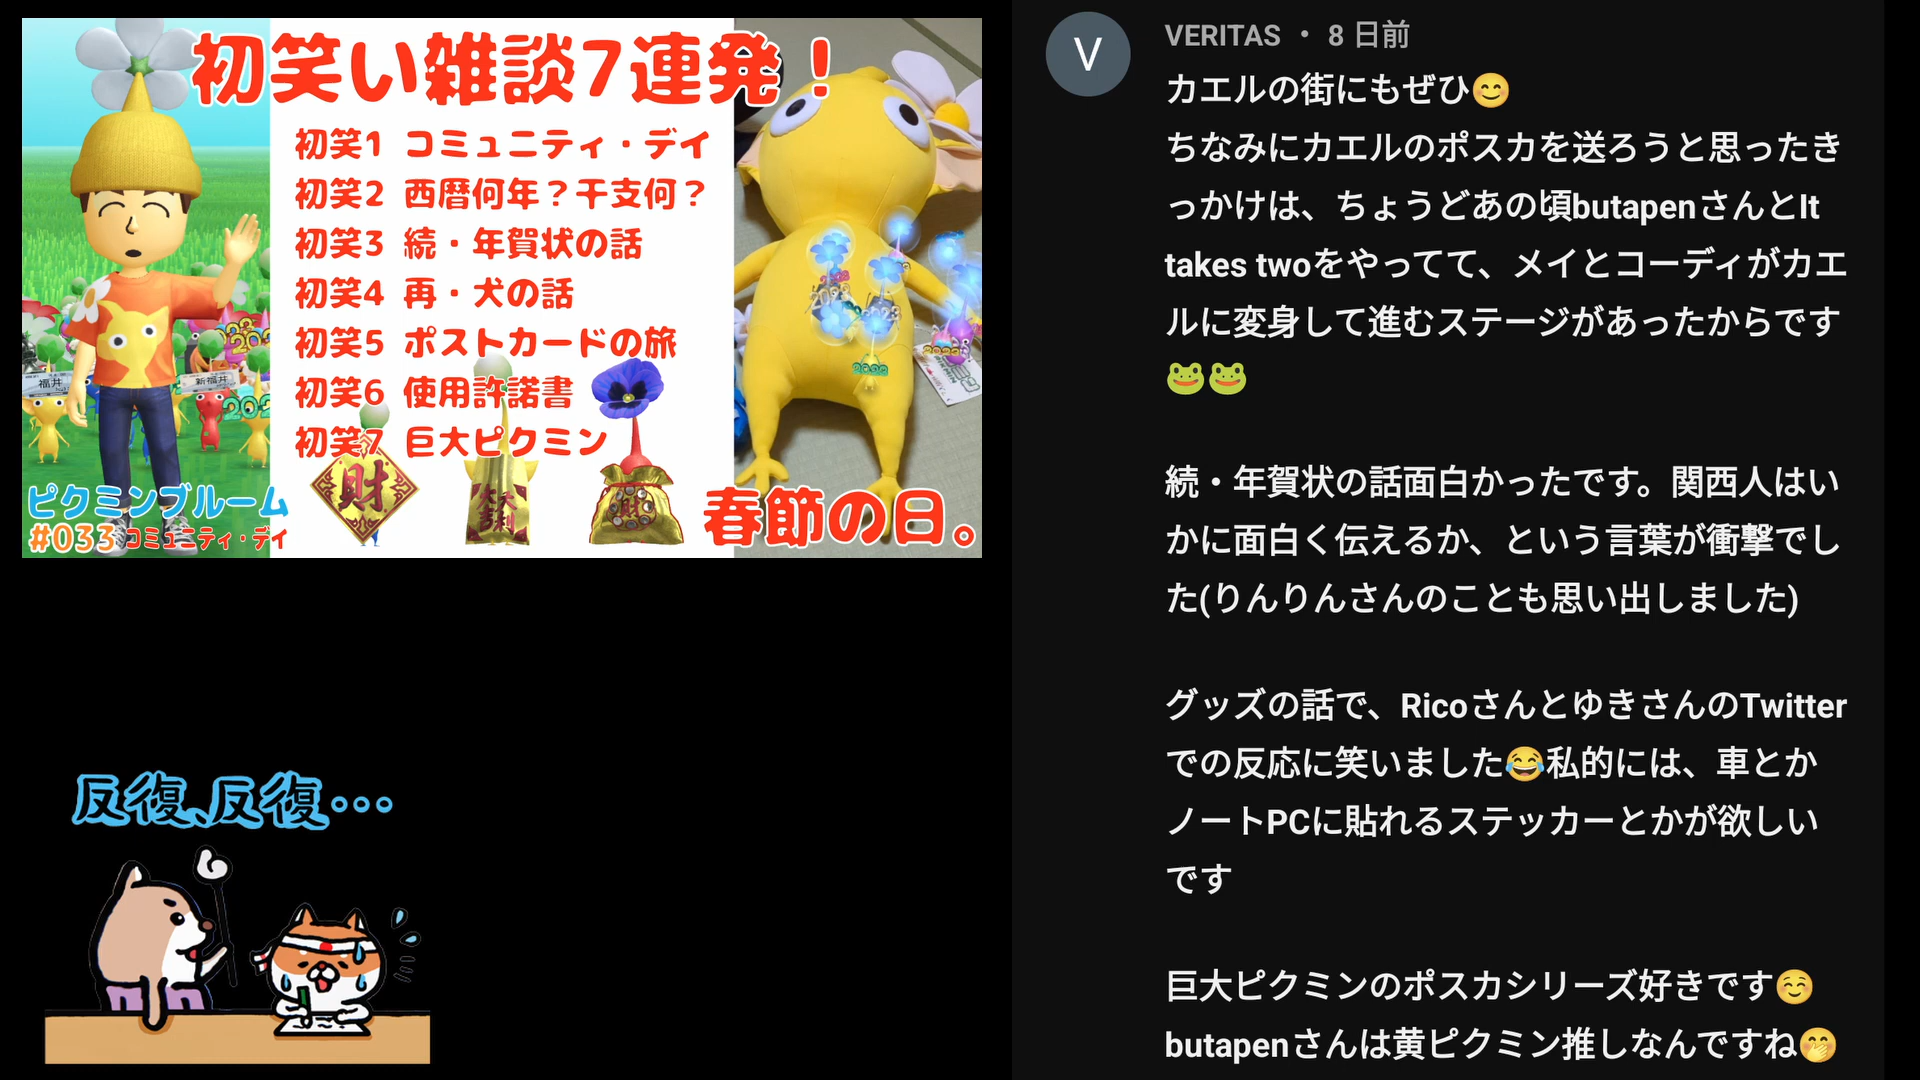 初笑い雑談7連発！
初笑1 コミュニティ・デイ
初笑2 西暦何年？干支何？
初笑3 続・年賀状の話
初笑4 再・犬の話
初笑5 ポストカードの旅
初笑6 使用許諾書
初笑7 巨大ピクミン
福井
新福井
財
ピクミンブルーム
#033 コミュニティ・デイ
春節の日。
反復、反復…
V
VERITAS ・ 8 日前
カエルの街にもぜひ😊
ちなみにカエルのポスカを送ろうと思ったき
っかけは、ちょうどあの頃butapenさんとIt
takes twoをやってて、メイとコーディがカエ
ルに変身して進むステージがあったからです
🐸🐸
続・年賀状の話面白かったです。関西人はい
かに面白く伝えるか、という言葉が衝撃でし
た(りんりんさんのことも思い出しました)
グッズの話で、RicoさんとゆきさんのTwitter
での反応に笑いました😂私的には、車とか
ノートPCに貼れるステッカーとかが欲しい
です
巨大ピクミンのポスカシリーズ好きです☺️
butapenさんは黄ピクミン推しなんですね🤭